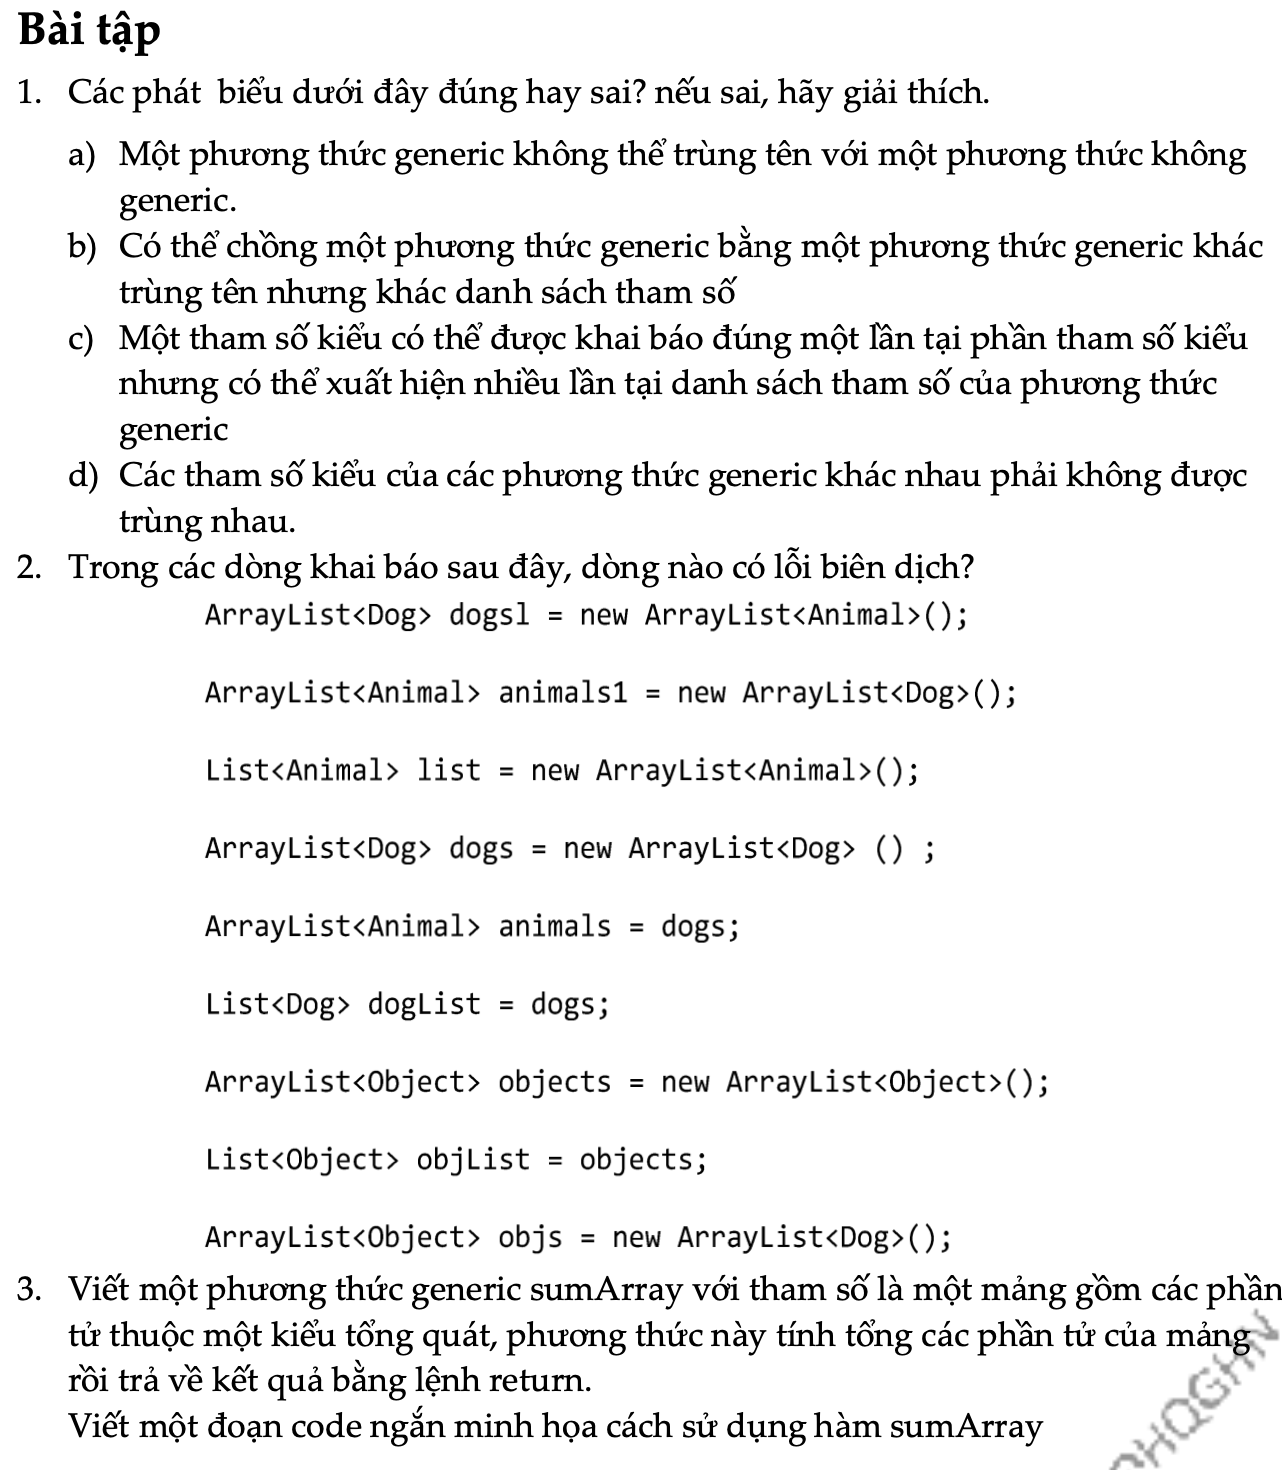 Bài tập
1. Các phát biểu dưới đây đúng hay sai? nếu sai, hãy giải thích.
a) Một phương thức generic không thể trùng tên với một phương thức không
generic.
b) Có thể chồng một phương thức generic bằng một phương thức generic khác
trùng tên nhưng khác danh sách tham số
c) Một tham số kiểu có thể được khai báo đúng một lần tại phần tham số kiểu
nhưng có thể xuất hiện nhiều lần tại danh sách tham số của phương thức
generic
d) Các tham số kiểu của các phương thức generic khác nhau phải không được
trùng nhau.
2. Trong các dòng khai báo sau đây, dòng nào có lỗi biên dịch?
ArrayList<Dog> dogsl = new ArrayList<Animal>();
ArrayList<Animal> animals1 = new ArrayList<Dog>();
List<Animal> list = new ArrayList<Animal>();
ArrayList<Dog> dogs = new ArrayList<Dog> () ;
ArrayList<Animal> animals = dogs;
List<Dog> dogList = dogs;
ArrayList<Object> objects = new ArrayList<Object>();
List<Object> objList = objects;
ArrayList<Object> objs = new ArrayList<Dog>();
3. Viết một phương thức generic sumArray với tham số là một mảng gồm các phần
tử thuộc một kiểu tổng quát, phương thức này tính tổng các phần tử của mảng
rồi trả về kết quả bằng lệnh return.
Viết một đoạn code ngắn minh họa cách sử dụng hàm sumArray
ĐHQGHN